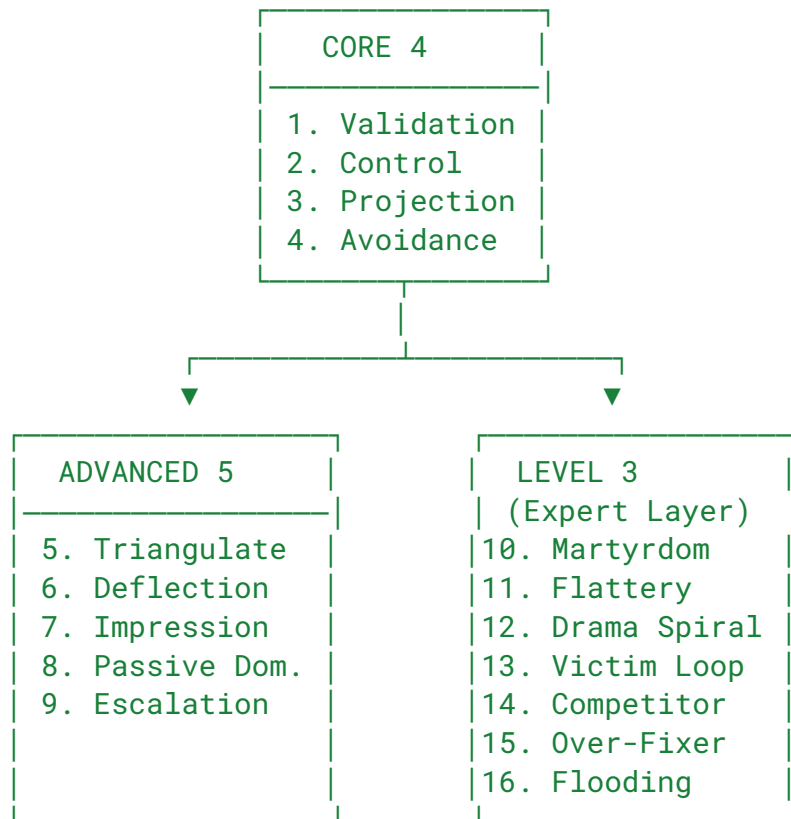 CORE 4
1. Validation
2. Control
3. Projection
4. Avoidance
ADVANCED 5
5. Triangulate
6. Deflection
7. Impression
8. Passive Dom.
9. Escalation
LEVEL 3
(Expert Layer)
10. Martyrdom
11. Flattery
12. Drama Spiral
13. Victim Loop
14. Competitor
15. Over-Fixer
16. Flooding